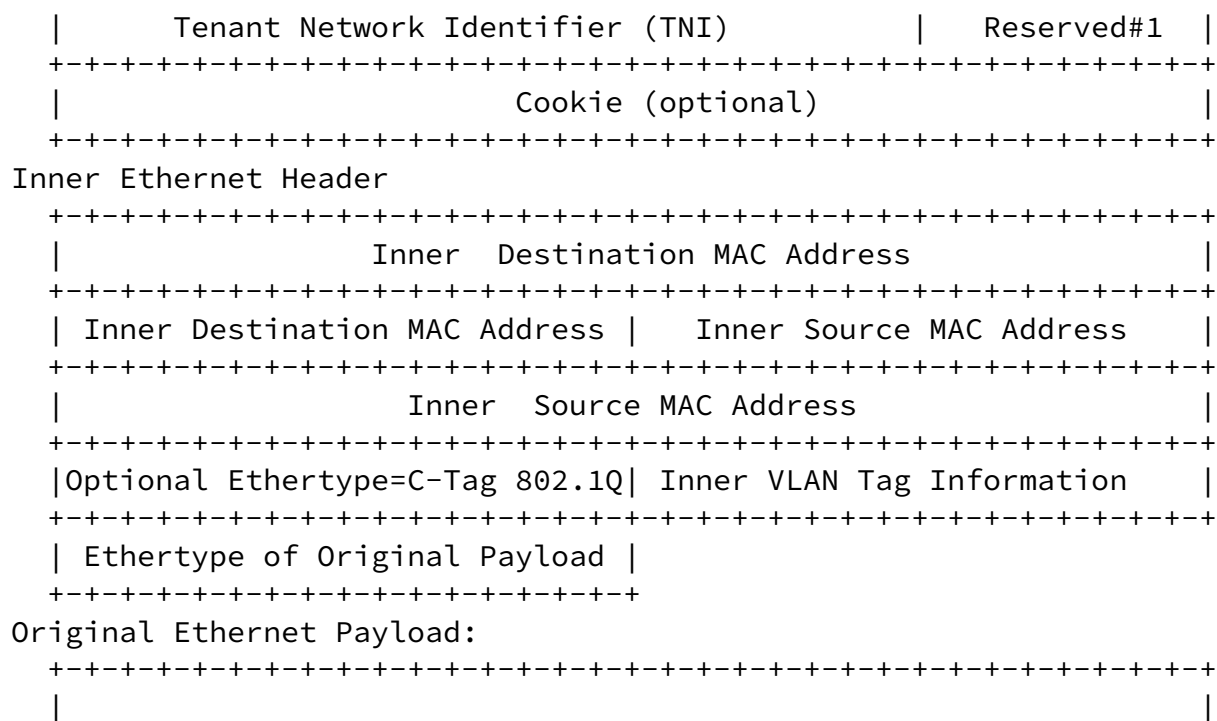 |      Tenant Network Identifier (TNI)          |   Reserved#1  |
+-+-+-+-+-+-+-+-+-+-+-+-+-+-+-+-+-+-+-+-+-+-+-+-+-+-+-+-+-+-+-+-+
|                         Cookie (optional)                     |
+-+-+-+-+-+-+-+-+-+-+-+-+-+-+-+-+-+-+-+-+-+-+-+-+-+-+-+-+-+-+-+-+
Inner Ethernet Header
+-+-+-+-+-+-+-+-+-+-+-+-+-+-+-+-+-+-+-+-+-+-+-+-+-+-+-+-+-+-+-+-+
|                 Inner  Destination MAC Address                |
+-+-+-+-+-+-+-+-+-+-+-+-+-+-+-+-+-+-+-+-+-+-+-+-+-+-+-+-+-+-+-+-+
| Inner Destination MAC Address |   Inner Source MAC Address    |
+-+-+-+-+-+-+-+-+-+-+-+-+-+-+-+-+-+-+-+-+-+-+-+-+-+-+-+-+-+-+-+-+
|                   Inner  Source MAC Address                   |
+-+-+-+-+-+-+-+-+-+-+-+-+-+-+-+-+-+-+-+-+-+-+-+-+-+-+-+-+-+-+-+-+
|Optional Ethertype=C-Tag 802.1Q| Inner VLAN Tag Information    |
+-+-+-+-+-+-+-+-+-+-+-+-+-+-+-+-+-+-+-+-+-+-+-+-+-+-+-+-+-+-+-+-+
| Ethertype of Original Payload |
+-+-+-+-+-+-+-+-+-+-+-+-+-+-+-+-+
Original Ethernet Payload:
+-+-+-+-+-+-+-+-+-+-+-+-+-+-+-+-+-+-+-+-+-+-+-+-+-+-+-+-+-+-+-+-+
|                                                               |